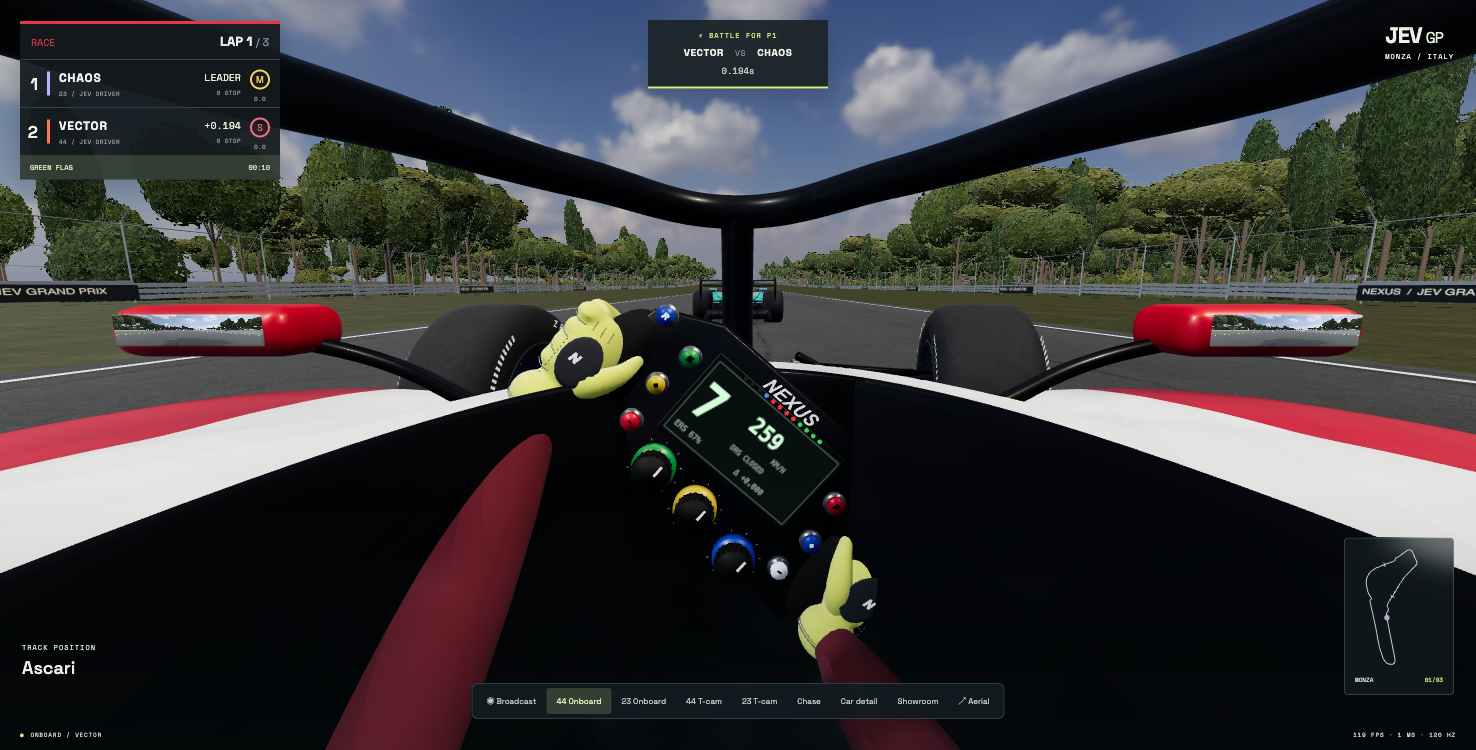 RACE
LAP 1 / 3
1 CHAOS LEADER M
23 / JEV DRIVER 0 STOP 0.0
2 VECTOR +0.194 S
44 / JEV DRIVER 0 STOP 0.0
GREEN FLAG 00:10
⚡ BATTLE FOR P1
VECTOR VS CHAOS
0.194s
JEV GP
MONZA / ITALY
JEV GRAND PRIX
NEXUS / JEV GRA
N
R
NEXUS
7
259
KM/H
ERS 67%
DRS CLOSED
Δ +0.000
N
TRACK POSITION
Ascari
MONZA 01/03
Broadcast 44 Onboard 23 Onboard 44 T-cam 23 T-cam Chase Car detail Showroom Aerial
ONBOARD / VECTOR
119 FPS · 1 MS · 120 HZ